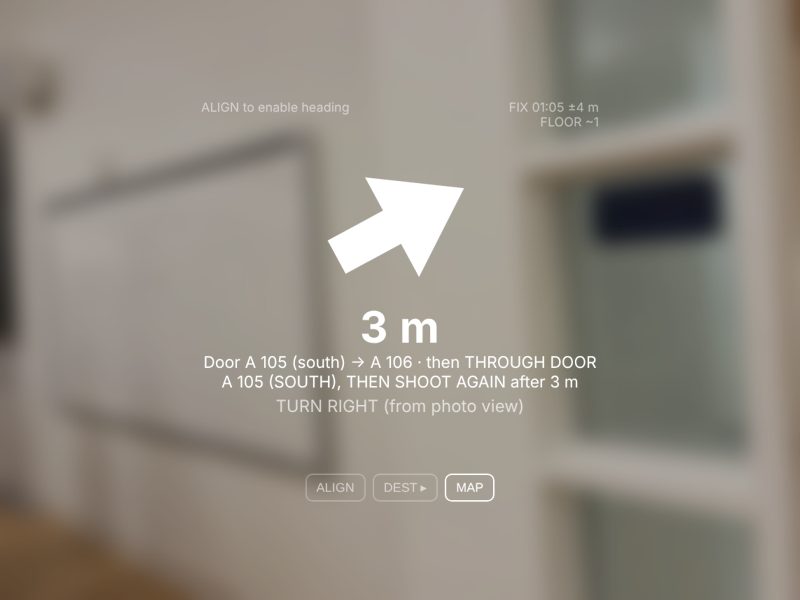 ALIGN to enable heading
FIX 01:05 ±4 m
FLOOR ~1
3 m
Door A 105 (south) → A 106 · then THROUGH DOOR
A 105 (SOUTH), THEN SHOOT AGAIN after 3 m
TURN RIGHT (from photo view)
ALIGN DEST ▸ MAP